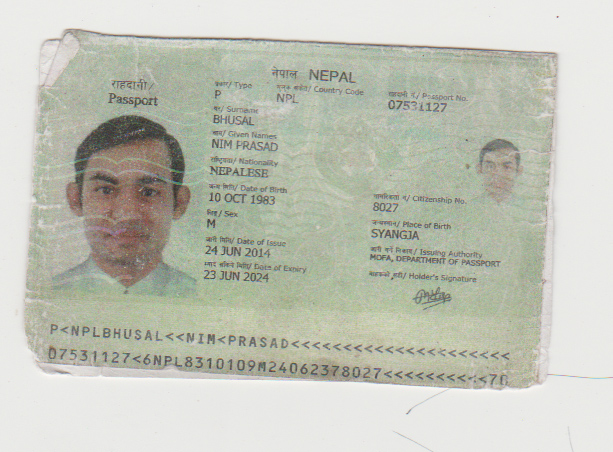 नेपाल NEPAL
राहदानी/
Passport
प्रकार/ Type
P
Country Code
NPL
राहदानी नं/ Passport No.
07531127
थर/ Surname
BHUSAL
नाम/ Given Names
NIM PRASAD
राष्ट्रियता/ Nationality
NEPALESE
जन्म मिति/ Date of Birth
10 OCT 1983
नागरिकता नं/ Citizenship No.
8027
लिङ्ग/ Sex
M
जन्मस्थान/ Place of Birth
SYANGJA
जारी मिति/ Date of Issue
24 JUN 2014
जारी गर्ने निकाय/ Issuing Authority
MOFA, DEPARTMENT OF PASSPORT
Date of Expiry
23 JUN 2024
Holder's Signature
P<NPLBHUSAL<<NIM<PRASAD<<<<<<<<<<<<<<<<<<<<<
07531127<6NPL8310109M24062378027<<<<<<<<<<70